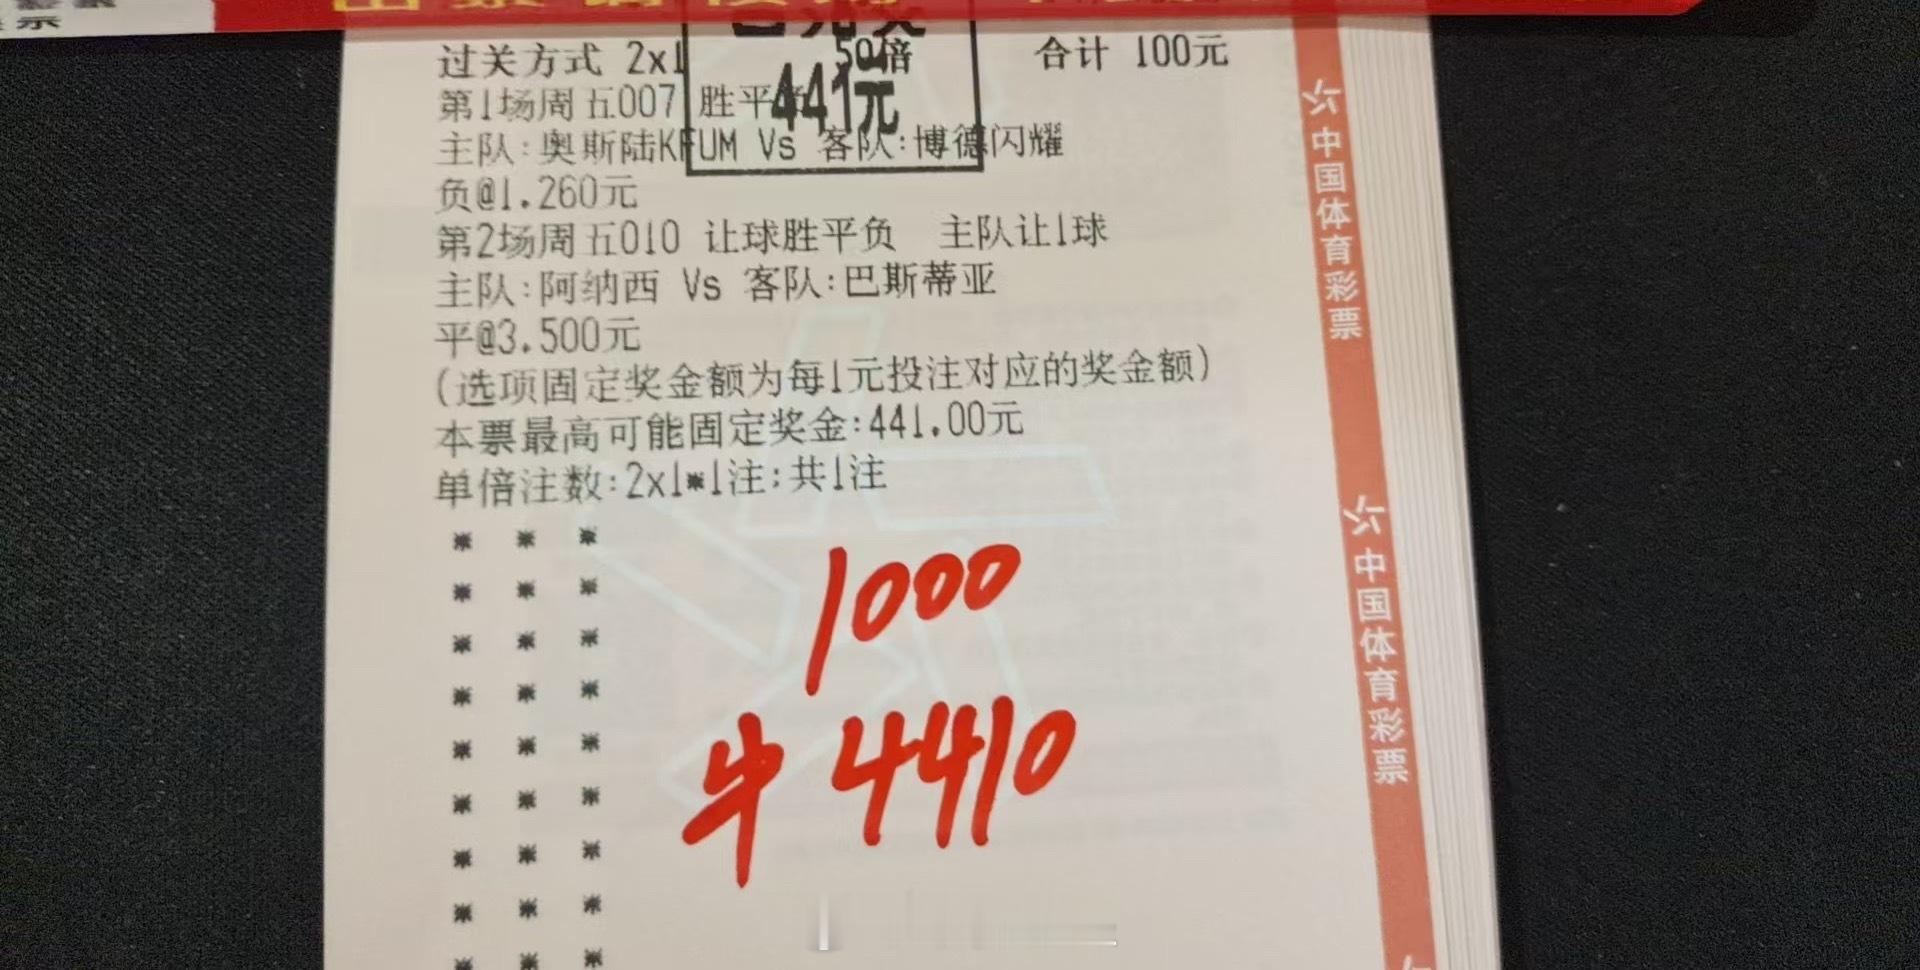 票
过关方式 2x1 50倍 合计 100元
441元
第1场周五007 胜平负
主队:奥斯陆KFUM Vs 客队:博德闪耀
负@1.260元
第2场周五010 让球胜平负 主队让1球
主队:阿纳西 Vs 客队:巴斯蒂亚
平@3.500元
(选项固定奖金额为每1元投注对应的奖金额)
本票最高可能固定奖金:441.00元
单倍注数:2x1*1注;共1注
1000
4410
中国体育彩票
中国体育彩票